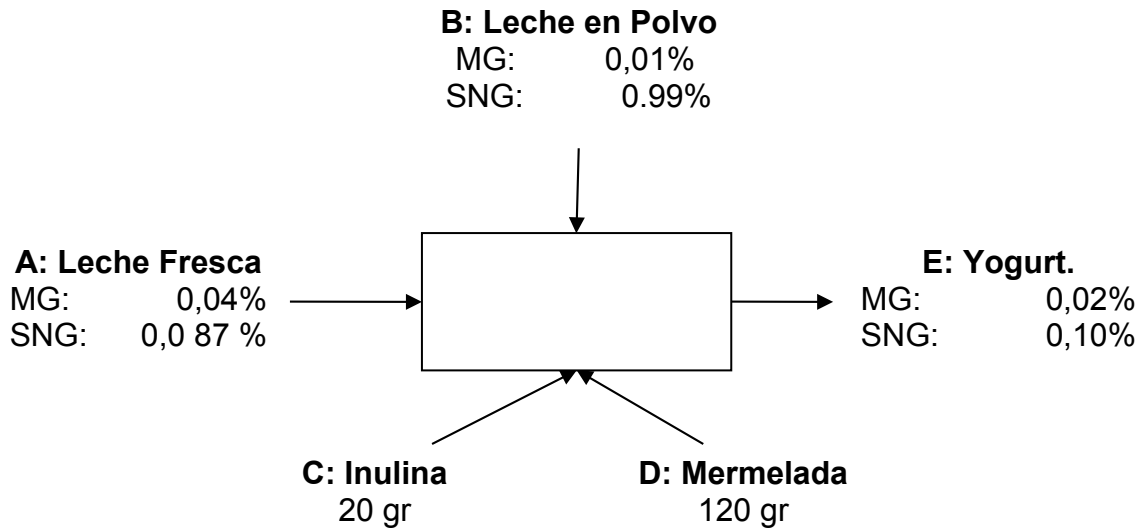 B: Leche en Polvo
MG: 0,01%
SNG: 0.99%
A: Leche Fresca
MG: 0,04%
SNG: 0,0 87 %
E: Yogurt.
MG: 0,02%
SNG: 0,10%
C: Inulina
20 gr
D: Mermelada
120 gr